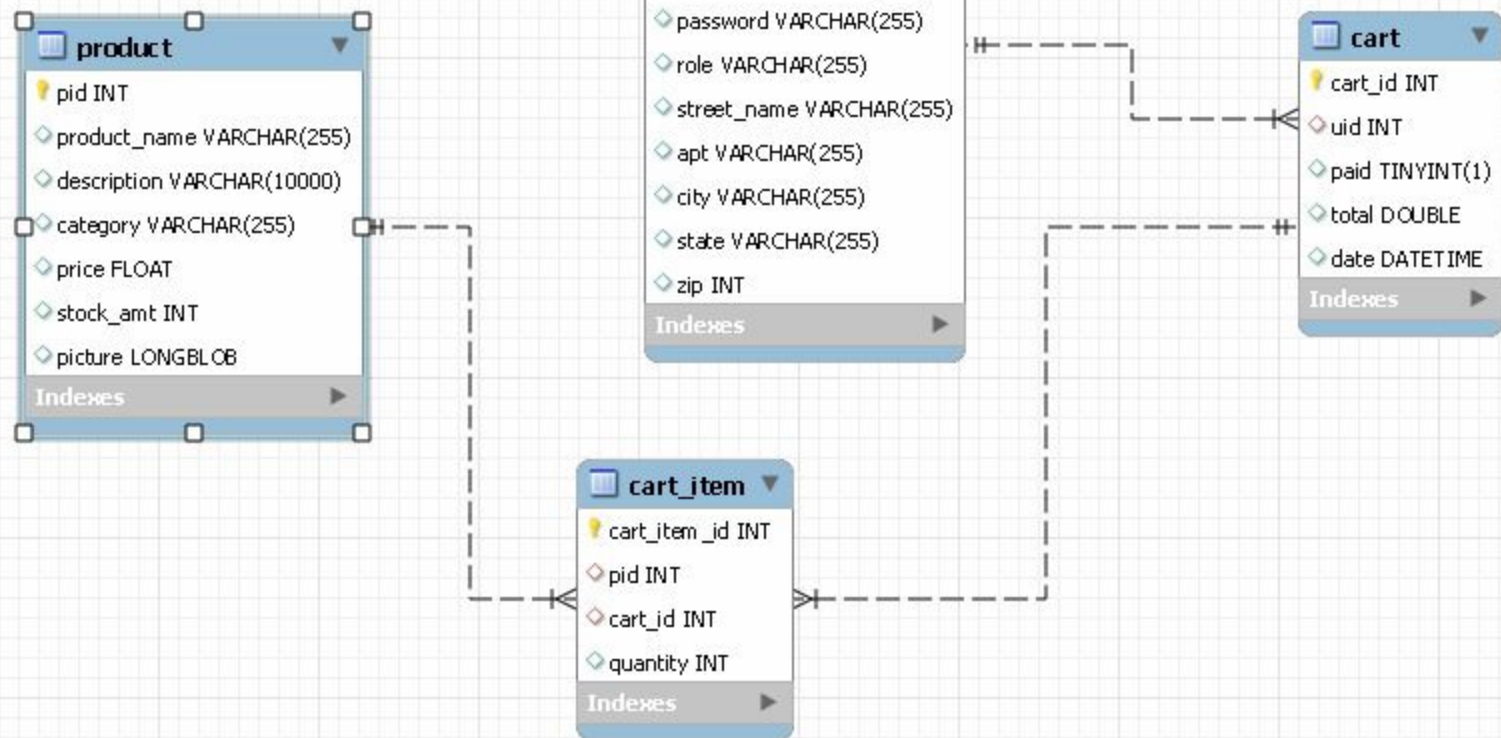 product
pid INT
product_name VARCHAR(255)
description VARCHAR(10000)
category VARCHAR(255)
price FLOAT
stock_amt INT
picture LONGBLOB
Indexes
password VARCHAR(255)
role VARCHAR(255)
street_name VARCHAR(255)
apt VARCHAR(255)
city VARCHAR(255)
state VARCHAR(255)
zip INT
Indexes
cart
cart_id INT
uid INT
paid TINYINT(1)
total DOUBLE
date DATETIME
Indexes
cart_item
cart_item _id INT
pid INT
cart_id INT
quantity INT
Indexes